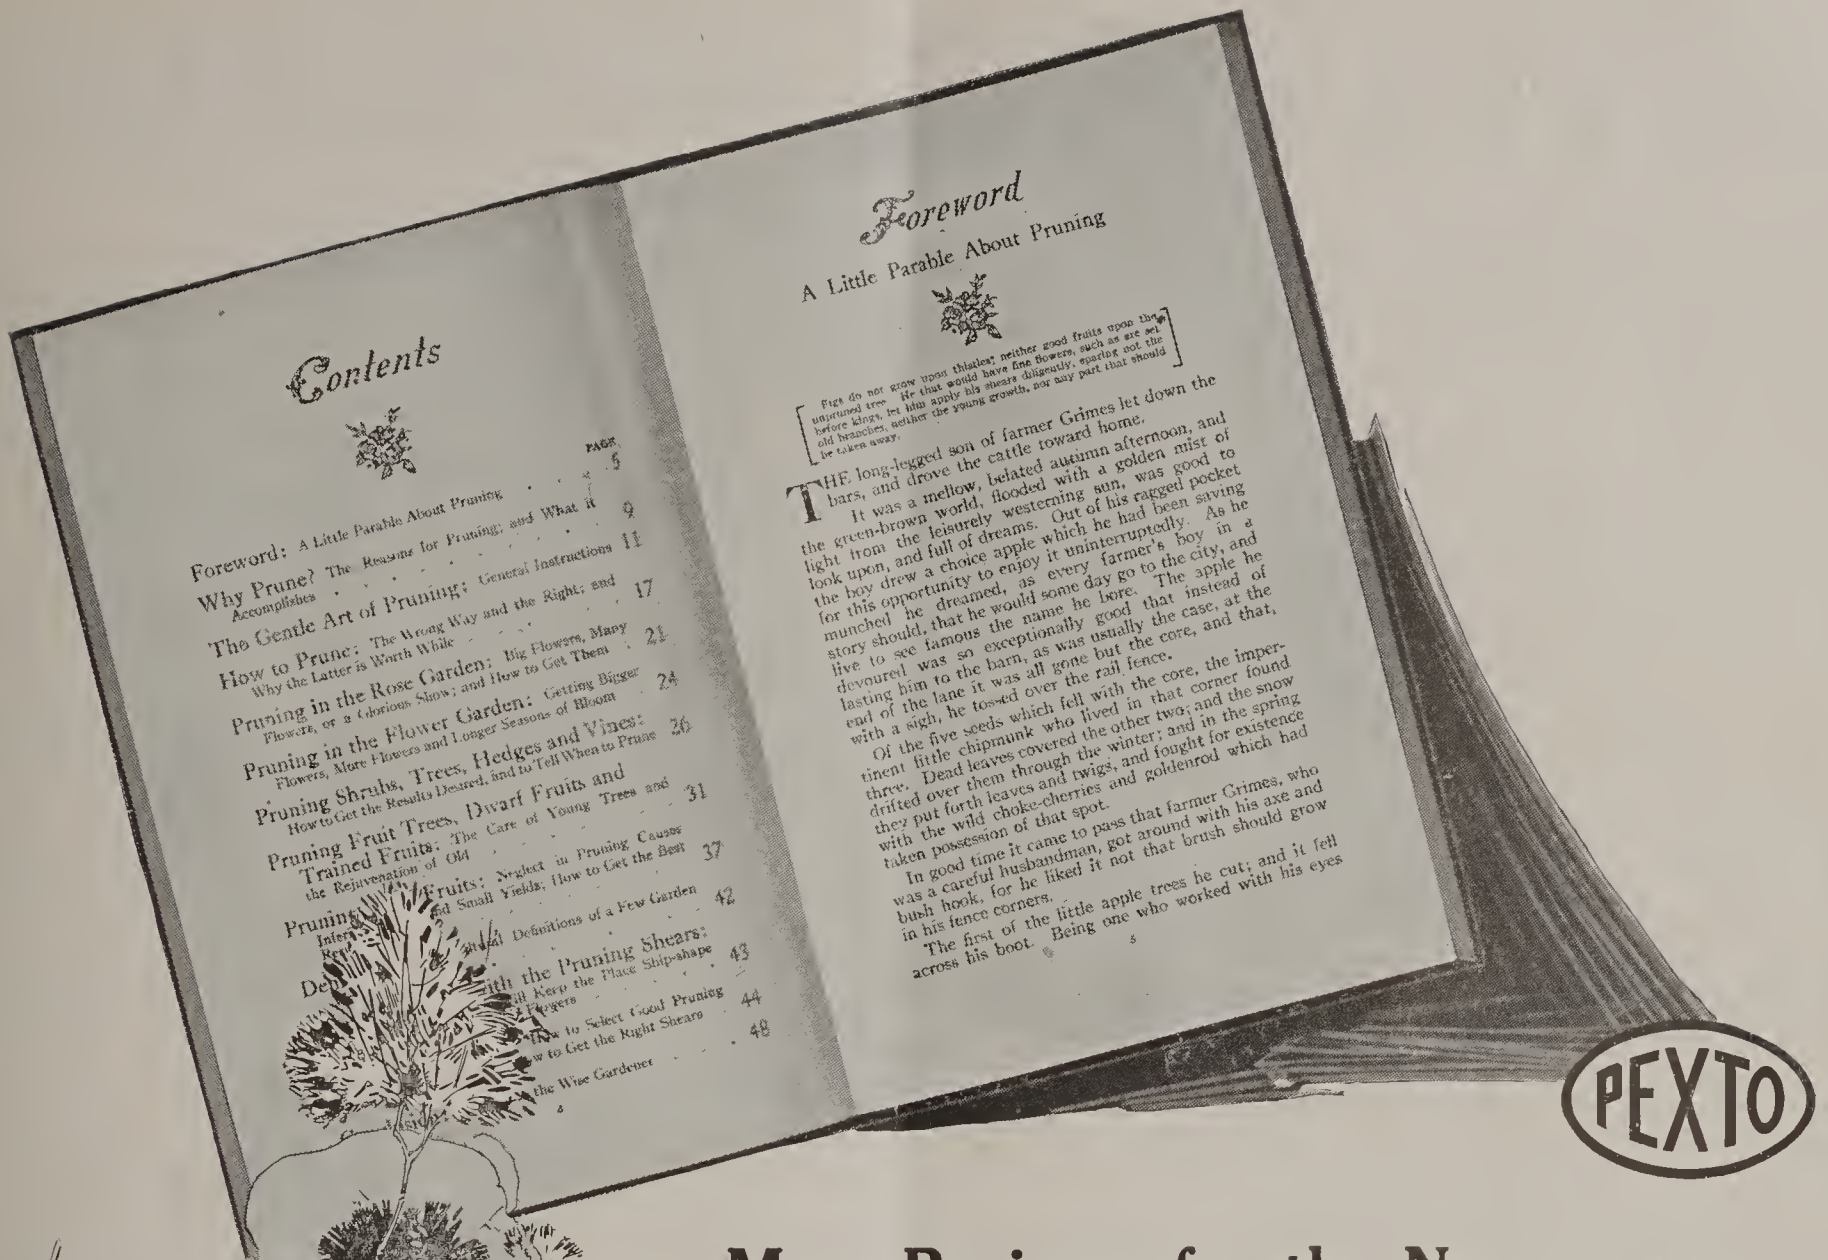 Contents
PAGE
Foreword: A Little Parable About Pruning . . 5
Why Prune? The Reasons for Pruning; and What it
Accomplishes . . . . . . 9
The Gentle Art of Pruning: General Instructions 11
How to Prune: The Wrong Way and the Right; and
Why the Latter is Worth While . . . . . 17
Pruning in the Rose Garden: Big Flowers, Many
Flowers, or a Glorious Show; and How to Get Them . 21
Pruning in the Flower Garden: Getting Bigger
Flowers, More Flowers and Longer Seasons of Bloom 24
Pruning Shrubs, Trees, Hedges and Vines:
How to Get the Results Desired, and to Tell When to Prune 26
Pruning Fruit Trees, Dwarf Fruits and
Trained Fruits: The Care of Young Trees and
the Rejuvenation of Old . . . . . 31
Pruning Fruits: Neglect in Pruning Causes
and Small Yields; How to Get the Best
37
Definitions of a Few Garden
42
with the Pruning Shears:
Keep the Place Ship-shape
43
How to Select Good Pruning
to Get the Right Shears 44
the Wise Gardener . . . 48
4
Foreword
A Little Parable About Pruning
Figs do not grow upon thistles; neither good fruits upon the
unpruned tree. He that would have fine flowers, such as are set
before kings, let him apply his shears diligently, sparing not the
old branches, neither the young growth, nor any part that should
be taken away.
THE long-legged son of farmer Grimes let down the
bars, and drove the cattle toward home.
It was a mellow, belated autumn afternoon, and
the green-brown world, flooded with a golden mist of
light from the leisurely westerning sun, was good to
look upon, and full of dreams. Out of his ragged pocket
the boy drew a choice apple which he had been saving
for this opportunity to enjoy it uninterruptedly. As he
munched he dreamed, as every farmer's boy in a
story should, that he would some day go to the city, and
live to see famous the name he bore. The apple he
devoured was so exceptionally good that instead of
lasting him to the barn, as was usually the case, at the
end of the lane it was all gone but the core, and that,
with a sigh, he tossed over the rail fence.
Of the five seeds which fell with the core, the imper-
tinent little chipmunk who lived in that corner found
three. Dead leaves covered the other two; and the snow
drifted over them through the winter; and in the spring
they put forth leaves and twigs, and fought for existence
with the wild choke-cherries and goldenrod which had
taken possession of that spot.
In good time it came to pass that farmer Grimes, who
was a careful husbandman, got around with his axe and
bush hook, for he liked it not that brush should grow
in his fence corners.
The first of the little apple trees he cut; and it fell
across his boot. Being one who worked with his eyes
5
PEXTO